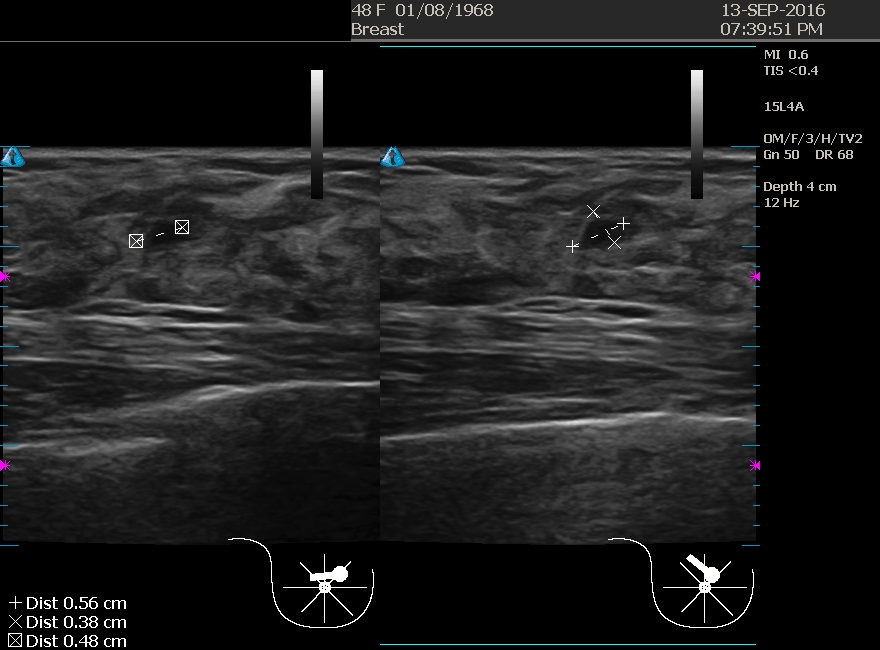 48 F 01/08/1968 13-SEP-2016
Breast 07:39:51 PM
MI 0.6
TIS <0.4
15L4A
OM/F/3/H/TV2
Gn 50 DR 68
Depth 4 cm
12 Hz
Dist 0.56 cm
Dist 0.38 cm
Dist 0.48 cm